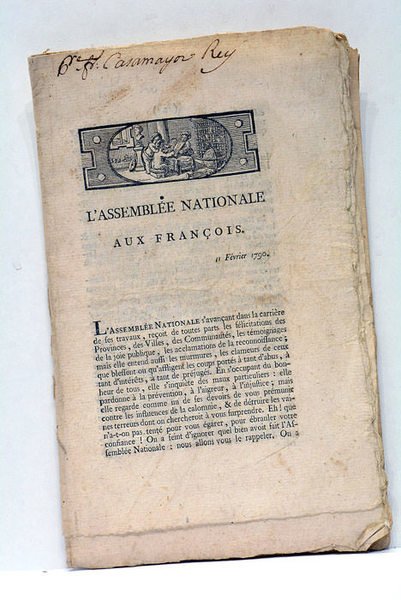 Casamayor Rey
L'ASSEMBLÉE NATIONALE
AUX FRANÇOIS.
11 Février 1790.
L'ASSEMBLÉE NATIONALE s'avançant dans la carrière
de ses travaux, reçoit de toutes parts les félicitations des
Provinces, des Villes, des Communautés, les témoignages
de la joie publique, les acclamations de la reconnoissance;
mais elle entend aussi les murmures, les clameurs de ceux
que blessent ou qu'affligent les coups portés à tant d'abus, à
tant d'intérêts, à tant de préjugés. En s'occupant du bon-
heur de tous, elle s'inquiète des maux particuliers: elle
pardonne à la prévention, à l'aigreur, à l'injustice; mais
elle regarde comme un de ses devoirs de vous prémunir
contre les influences de la calomnie, & de détruire les vai-
nes terreurs dont on chercheroit à vous surprendre. Eh! que
n'a-t-on pas tenté pour vous égarer, pour ébranler votre
confiance! On a feint d'ignorer quel bien avoit fait l'As-
semblée Nationale: nous allons vous le rappeler. On a